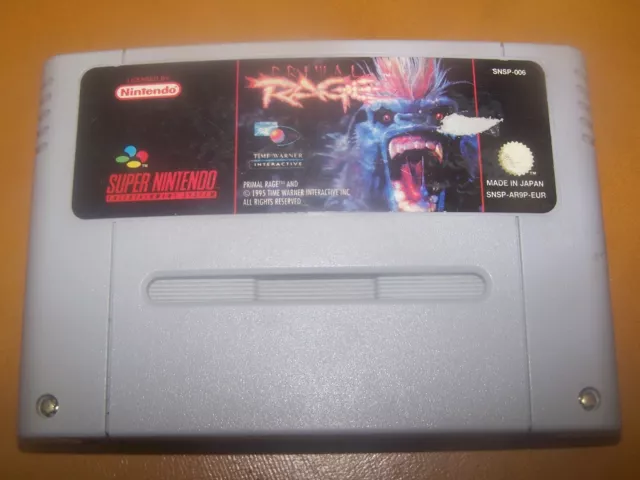 LICENSED BY
Nintendo
SUPER NINTENDO
ENTERTAINMENT SYSTEM
PRIMAL
RAGE
TIME WARNER
INTERACTIVE
PRIMAL RAGE™ AND
© 1995 TIME WARNER INTERACTIVE INC.
ALL RIGHTS RESERVED
SNSP-006
MADE IN JAPAN
SNSP-AR9P-EUR